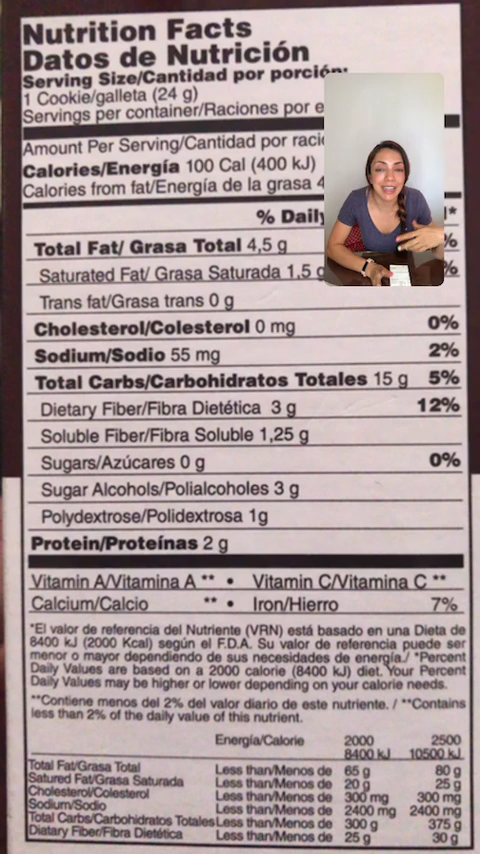 Nutrition Facts
Datos de Nutrición
Serving Size/Cantidad por porción:
1 Cookie/galleta (24 g)
Servings per container/Raciones por
Amount Per Serving/Cantidad por
Calories/Energía 100 Cal (400 kJ)
Calories from fat/Energía de la grasa 4
% Daily *
Total Fat/ Grasa Total 4,5 g %
Saturated Fat/ Grasa Saturada 1,5 g %
Trans fat/Grasa trans 0 g
Cholesterol/Colesterol 0 mg 0%
Sodium/Sodio 55 mg 2%
Total Carbs/Carbohidratos Totales 15 g 5%
Dietary Fiber/Fibra Dietética 3 g 12%
Soluble Fiber/Fibra Soluble 1,25 g
Sugars/Azúcares 0 g 0%
Sugar Alcohols/Polialcoholes 3 g
Polydextrose/Polidextrosa 1g
Protein/Proteínas 2 g
Vitamin A/Vitamina A ** • Vitamin C/Vitamina C **
Calcium/Calcio ** • Iron/Hierro 7%
*El valor de referencia del Nutriente (VRN) está basado en una Dieta de
8400 kJ (2000 Kcal) según el F.D.A. Su valor de referencia puede ser
menor o mayor dependiendo de sus necesidades de energía./ *Percent
Daily Values are based on a 2000 calorie (8400 kJ) diet. Your Percent
Daily Values may be higher or lower depending on your calorie needs.
**Contiene menos del 2% del valor diario de este nutriente. / **Contains
less than 2% of the daily value of this nutrient.
Energía/Calorie 2000 2500
8400 kJ 10500 kJ
Total Fat/Grasa Total Less than/Menos de 65 g 80 g
Satured Fat/Grasa Saturada Less than/Menos de 20 g 25 g
Cholesterol/Colesterol Less than/Menos de 300 mg 300 mg
Sodium/Sodio Less than/Menos de 2400 mg 2400 mg
Total Carbs/Carbohidratos Totales Less than/Menos de 300 g 375 g
Diatary Fiber/Fibra Dietética Less than/Menos de 25 g 30 g